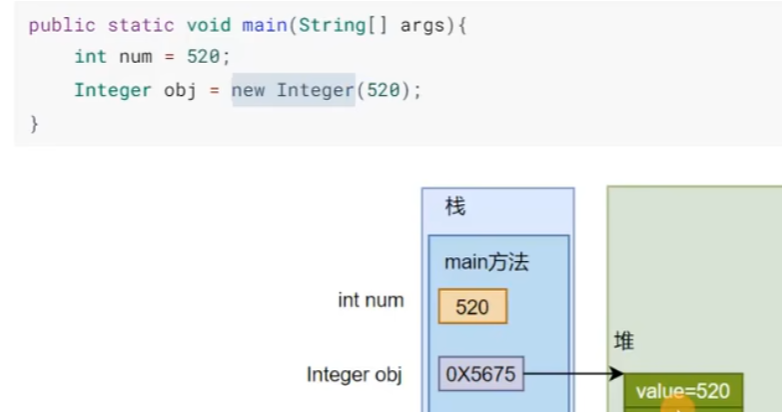 public static void main(String[] args){
int num = 520;
Integer obj = new Integer(520);
}
栈
main方法
int num
520
堆
Integer obj
0X5675
value=520